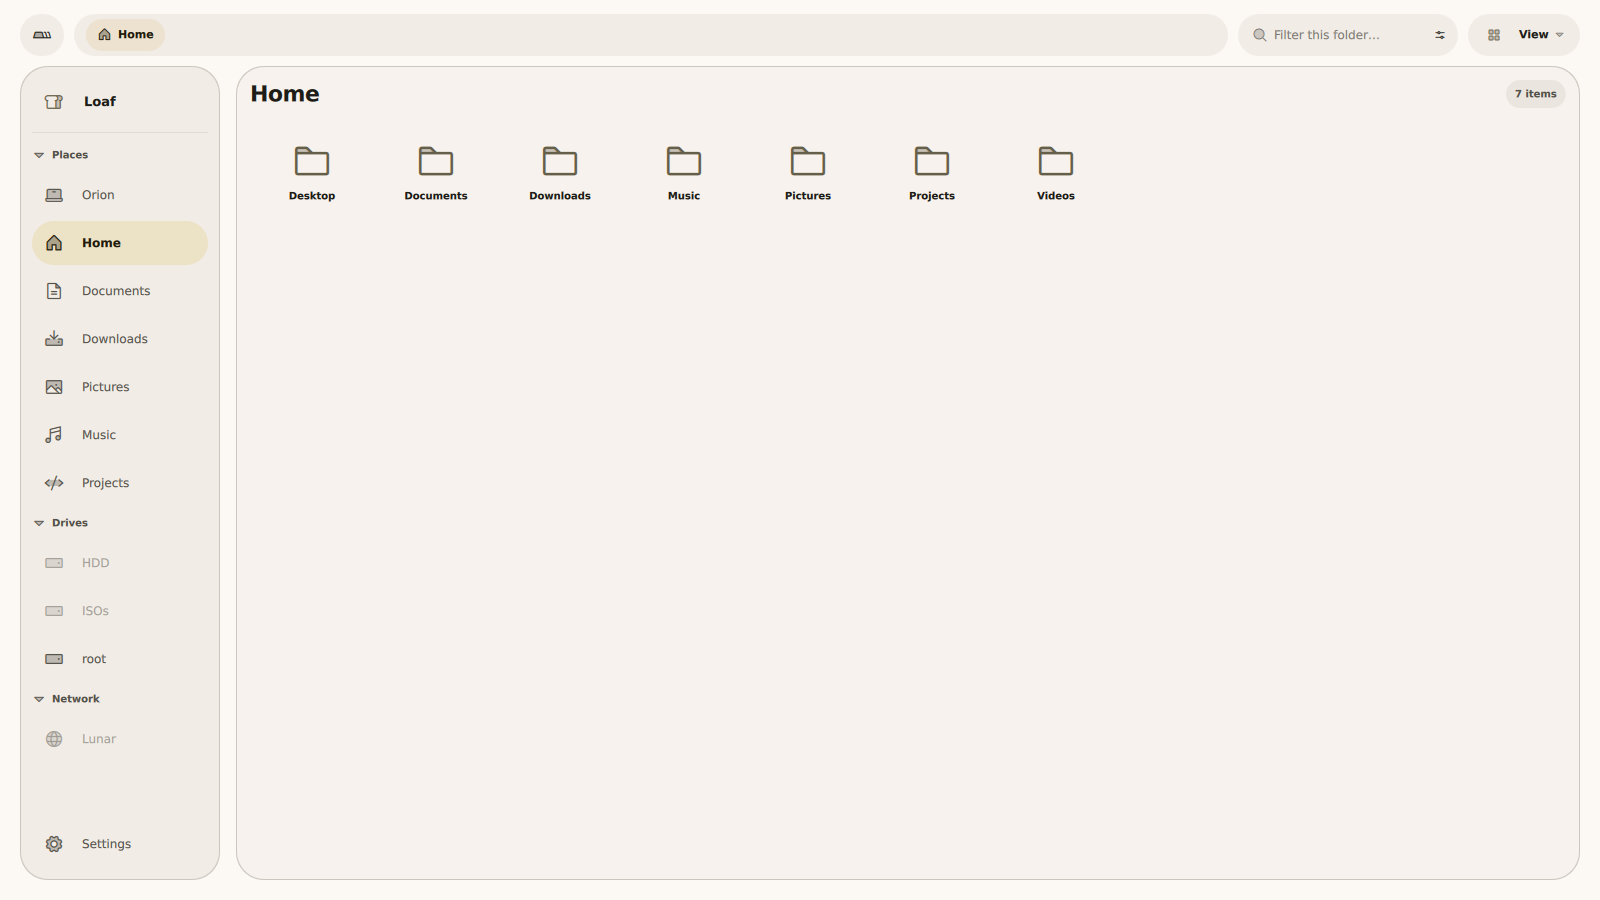 Home
Filter this folder...
View
Loaf
Places
Orion
Home
Documents
Downloads
Pictures
Music
Projects
Drives
HDD
ISOs
root
Network
Lunar
Settings
Home
7 items
Desktop
Documents
Downloads
Music
Pictures
Projects
Videos